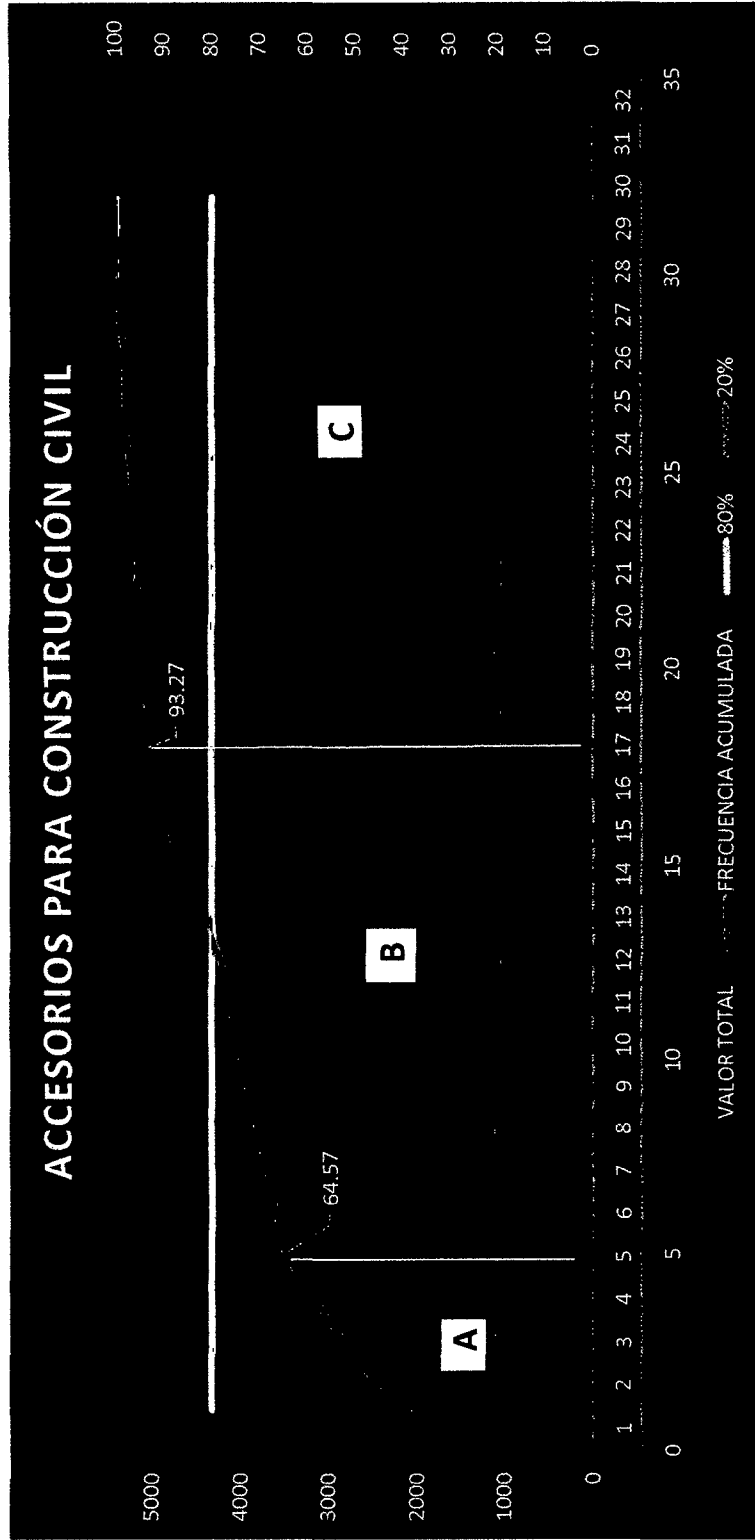 ACCESORIOS PARA CONSTRUCCIÓN CIVIL
5000
4000
3000
2000
1000
0
100
90
80
70
60
50
40
30
20
10
0
64.57
93.27
A
B
C
1 2 3 4 5 6 7 8 9 10 11 12 13 14 15 16 17 18 19 20 21 22 23 24 25 26 27 28 29 30 31 32
0 5 10 15 20 25 30 35
VALOR TOTAL FRECUENCIA ACUMULADA 80% 20%